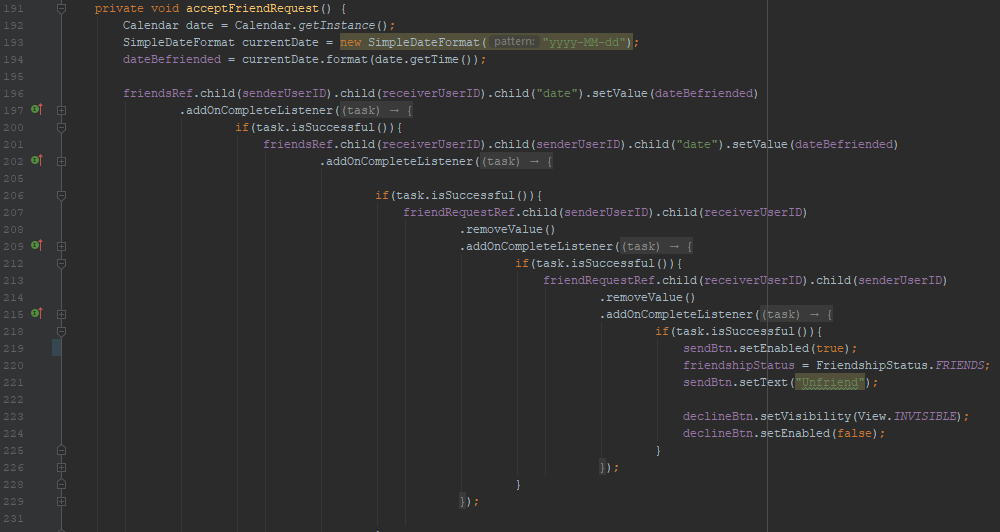 191 private void acceptFriendRequest() {
192 Calendar date = Calendar.getInstance();
193 SimpleDateFormat currentDate = new SimpleDateFormat( pattern: "yyyy-MM-dd");
194 dateBefriended = currentDate.format(date.getTime());
195
196 friendsRef.child(senderUserID).child(receiverUserID).child("date").setValue(dateBefriended)
197 .addOnCompleteListener((task) → {
200 if(task.isSuccessful()){
201 friendsRef.child(receiverUserID).child(senderUserID).child("date").setValue(dateBefriended)
202 .addOnCompleteListener((task) → {
205
206 if(task.isSuccessful()){
207 friendRequestRef.child(senderUserID).child(receiverUserID)
208 .removeValue()
209 .addOnCompleteListener((task) → {
212 if(task.isSuccessful()){
213 friendRequestRef.child(receiverUserID).child(senderUserID)
214 .removeValue()
215 .addOnCompleteListener((task) → {
218 if(task.isSuccessful()){
219 sendBtn.setEnabled(true);
220 friendshipStatus = FriendshipStatus.FRIENDS;
221 sendBtn.setText("Unfriend");
222
223 declineBtn.setVisibility(View.INVISIBLE);
224 declineBtn.setEnabled(false);
225 }
226 });
228 }
229 });
231